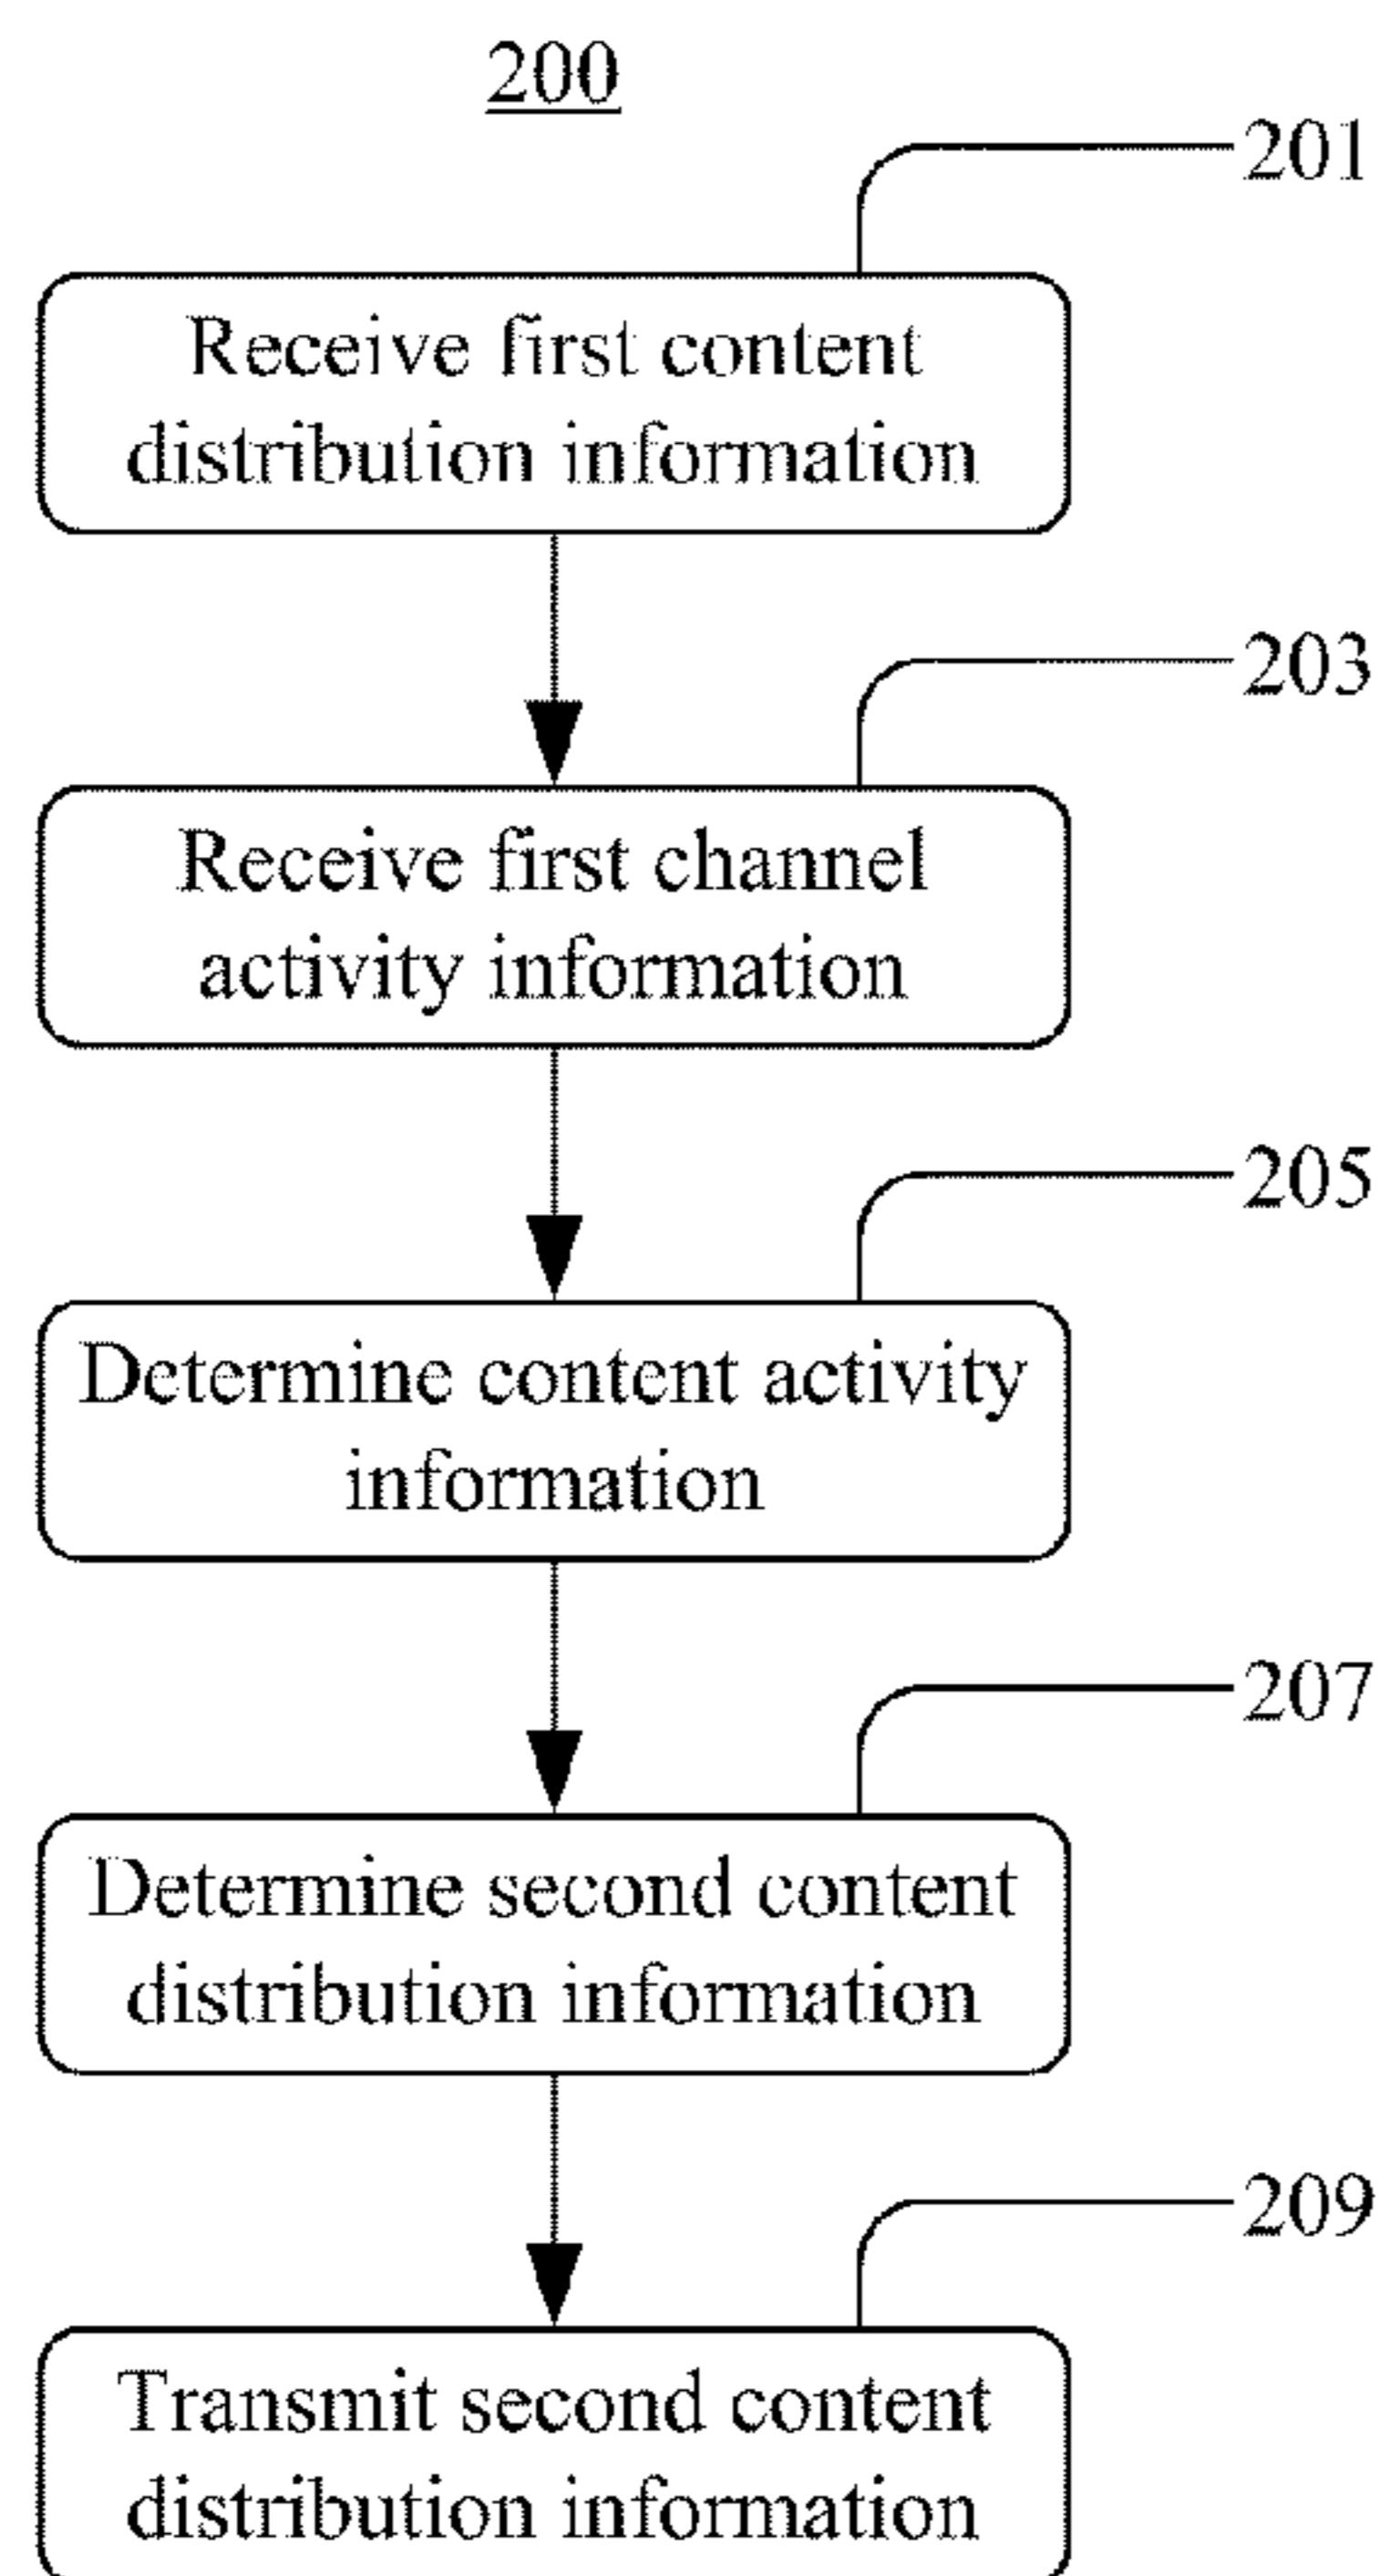 200
201
Receive first content
distribution information
203
Receive first channel
activity information
205
Determine content activity
information
207
Determine second content
distribution information
209
Transmit second content
distribution information